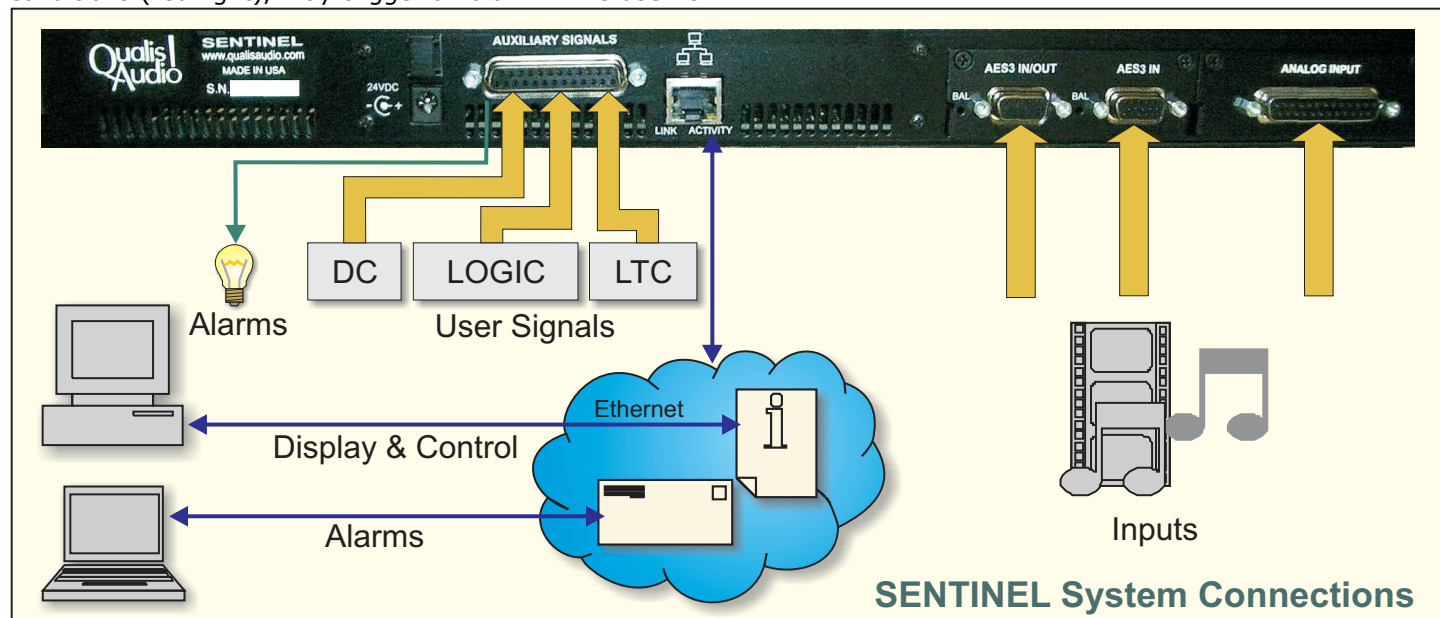 Qualis Audio
SENTINEL
www.qualisaudio.com
MADE IN USA
S.N.
24VDC
- +
AUXILIARY SIGNALS
LINK ACTIVITY
AES3 IN/OUT
BAL
AES3 IN
BAL
ANALOG INPUT
DC
LOGIC
LTC
User Signals
Alarms
Ethernet
i
Display & Control
Alarms
Inputs
SENTINEL System Connections